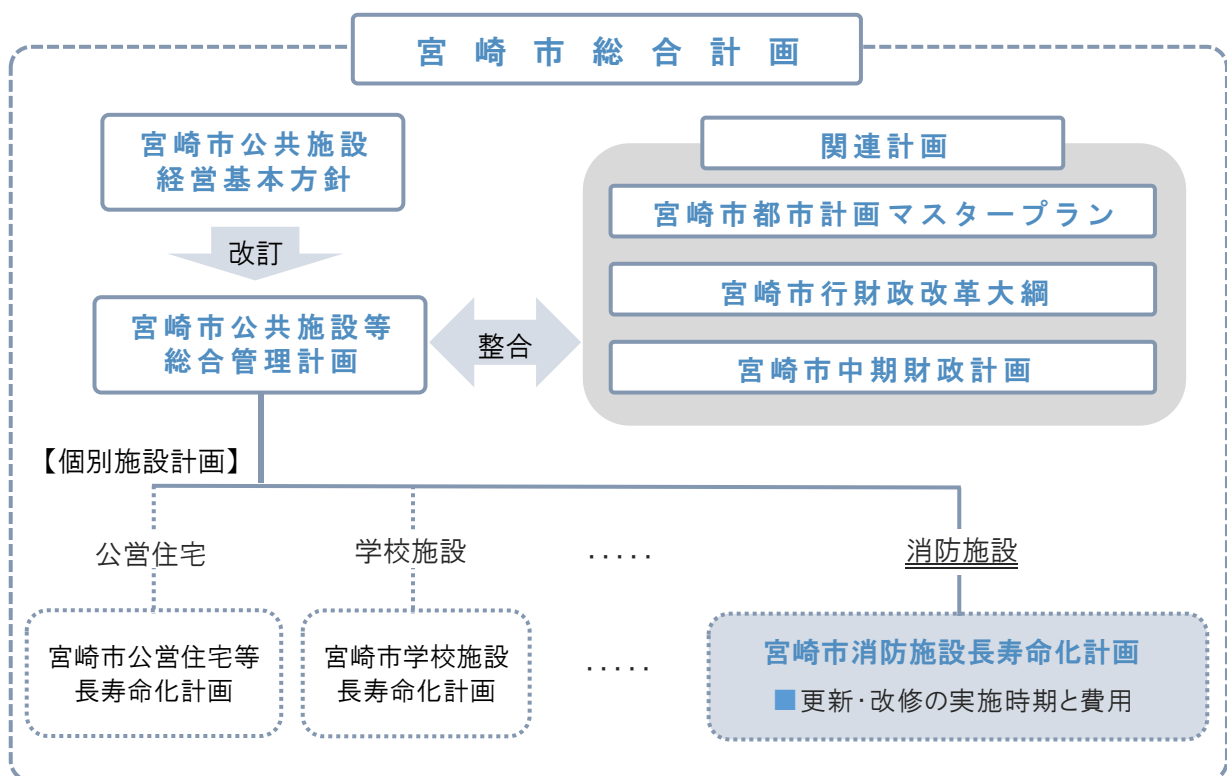 宮崎市総合計画
宮崎市公共施設
経営基本方針
改訂
宮崎市公共施設等
総合管理計画
整合
関連計画
宮崎市都市計画マスタープラン
宮崎市行財政改革大綱
宮崎市中期財政計画
【個別施設計画】
公営住宅
学校施設
・・・・・
消防施設
宮崎市公営住宅等
長寿命化計画
宮崎市学校施設
長寿命化計画
・・・・・
宮崎市消防施設長寿命化計画
■更新・改修の実施時期と費用